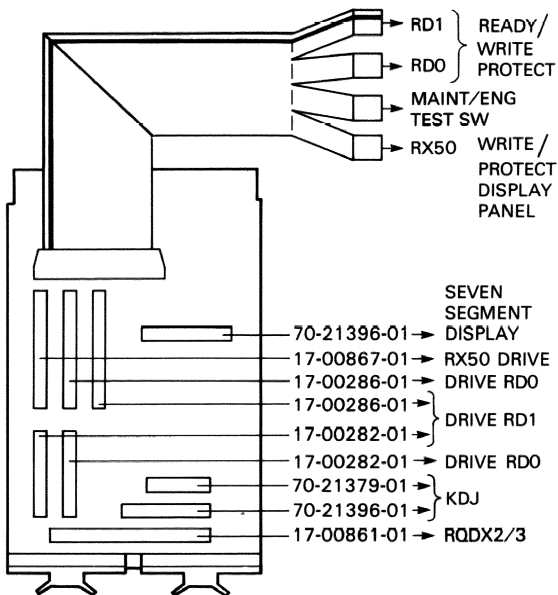 RD1
READY/
WRITE
PROTECT
RD0
MAINT/ENG
TEST SW
RX50
WRITE/
PROTECT
DISPLAY
PANEL
SEVEN
SEGMENT
70-21396-01 DISPLAY
17-00867-01 RX50 DRIVE
17-00286-01 DRIVE RD0
17-00286-01
DRIVE RD1
17-00282-01
17-00282-01 DRIVE RD0
70-21379-01
KDJ
70-21396-01
17-00861-01 RQDX2/3